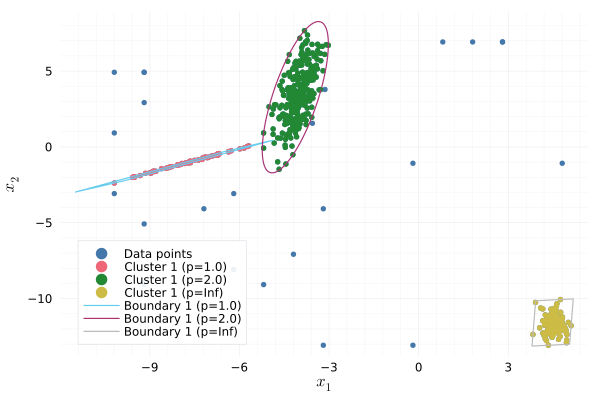 5
0
−5
−10
x₂
Data points
Cluster 1 (p=1.0)
Cluster 1 (p=2.0)
Cluster 1 (p=Inf)
Boundary 1 (p=1.0)
Boundary 1 (p=2.0)
Boundary 1 (p=Inf)
−9 −6 −3 0 3
x₁